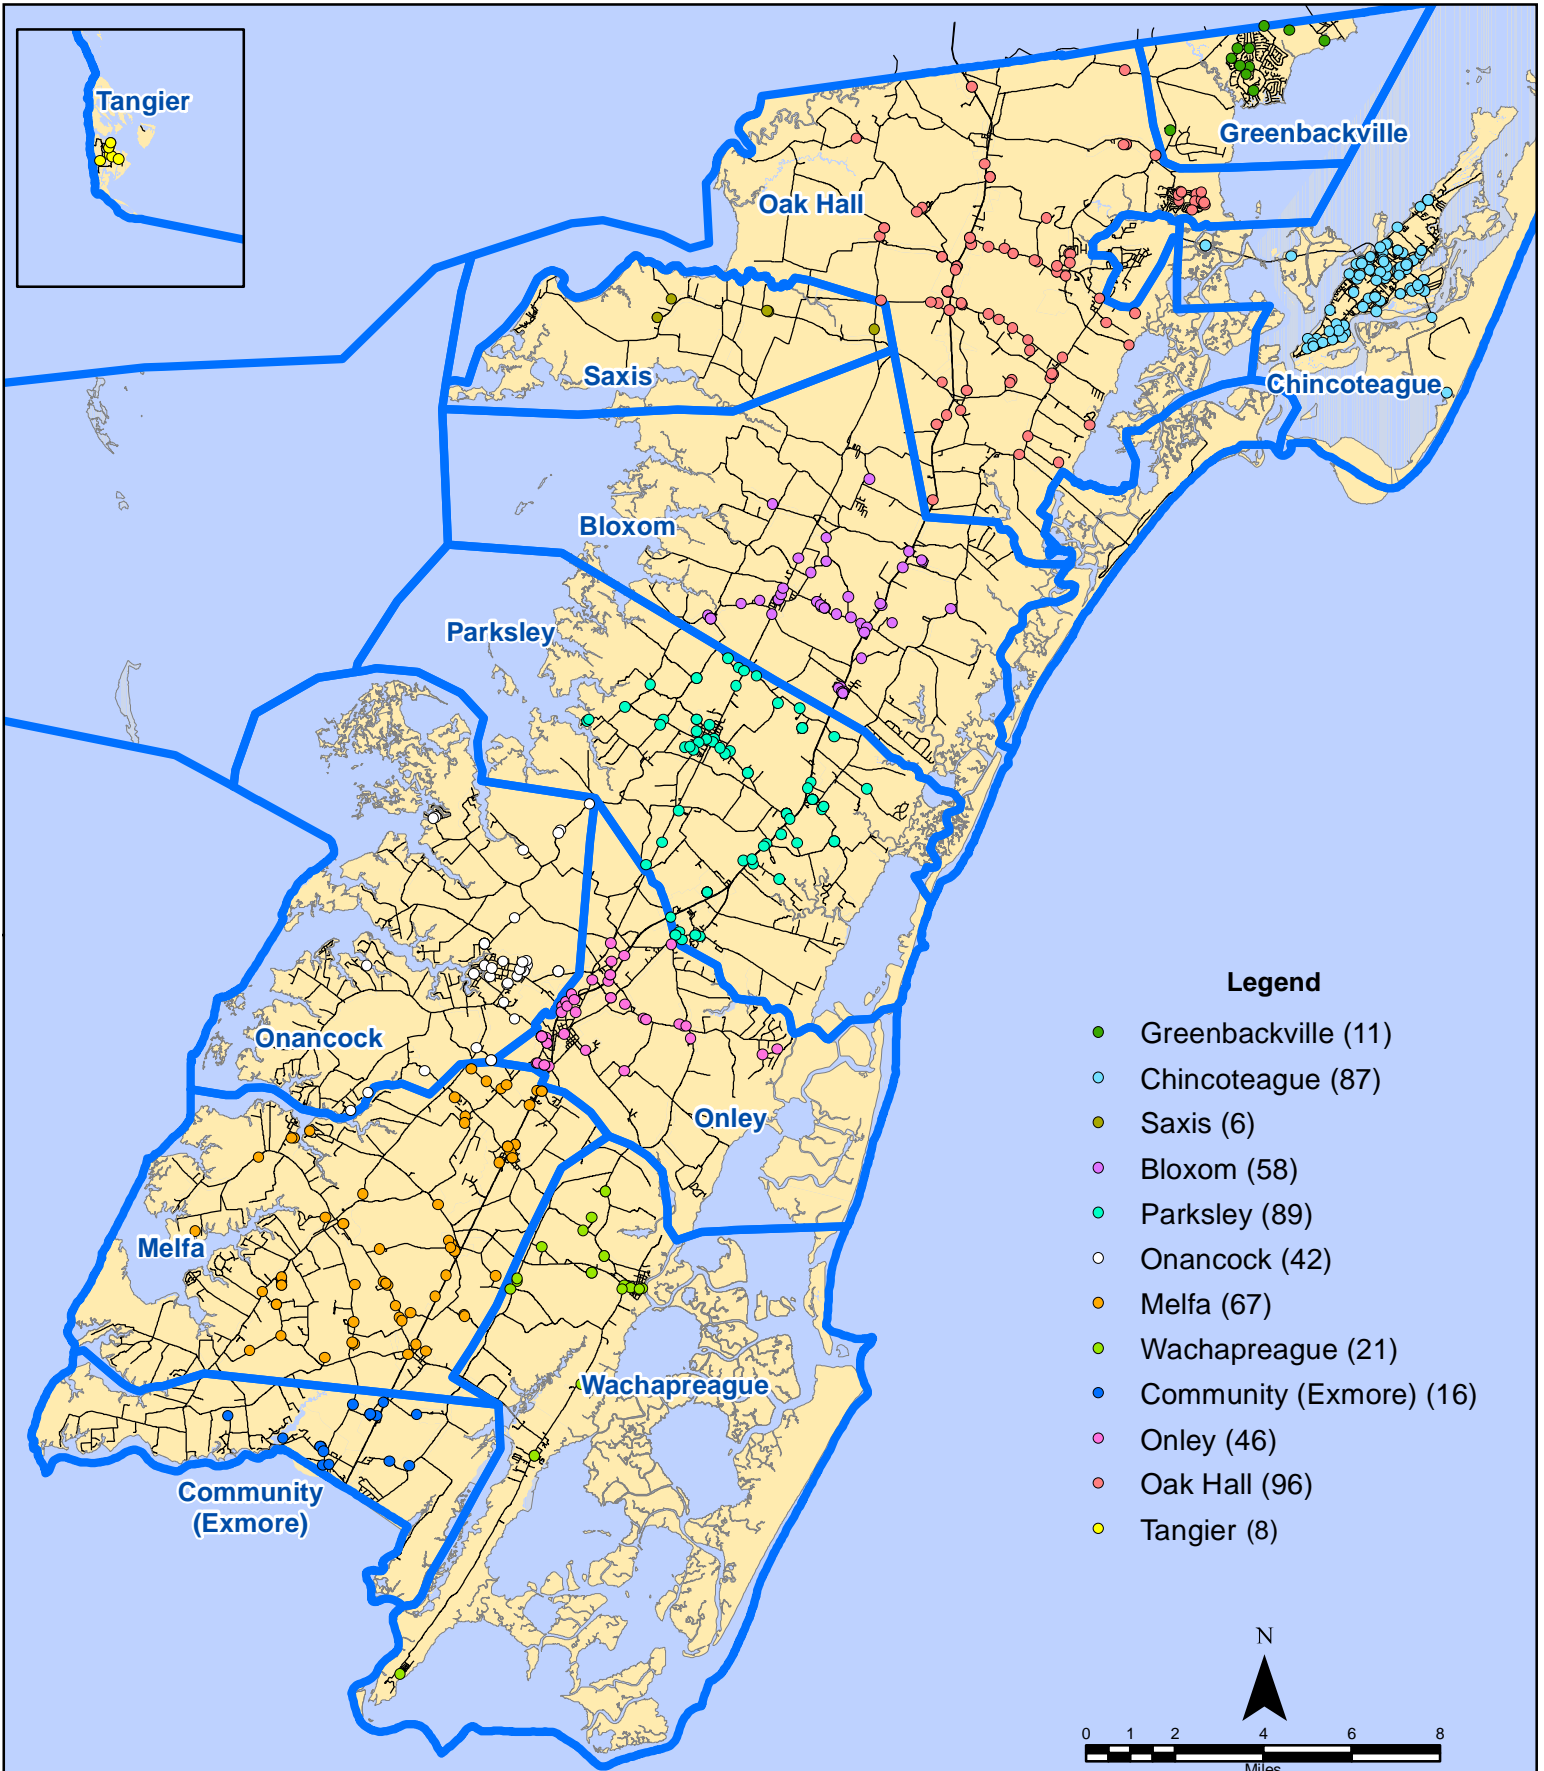 Tangier
Greenbackville
Oak Hall
Saxis
Chincoteague
Bloxom
Parksley
Onancock
Onley
Melfa
Wachapreague
Community
(Exmore)
Legend
Greenbackville (11)
Chincoteague (87)
Saxis (6)
Bloxom (58)
Parksley (89)
Onancock (42)
Melfa (67)
Wachapreague (21)
Community (Exmore) (16)
Onley (46)
Oak Hall (96)
Tangier (8)
N
0 1 2 4 6 8
Miles